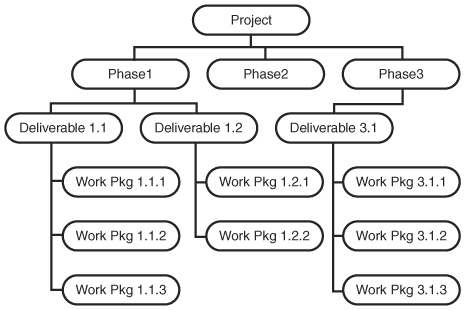 Project
Phase1
Phase2
Phase3
Deliverable 1.1
Deliverable 1.2
Deliverable 3.1
Work Pkg 1.1.1
Work Pkg 1.2.1
Work Pkg 3.1.1
Work Pkg 1.1.2
Work Pkg 1.2.2
Work Pkg 3.1.2
Work Pkg 1.1.3
Work Pkg 3.1.3